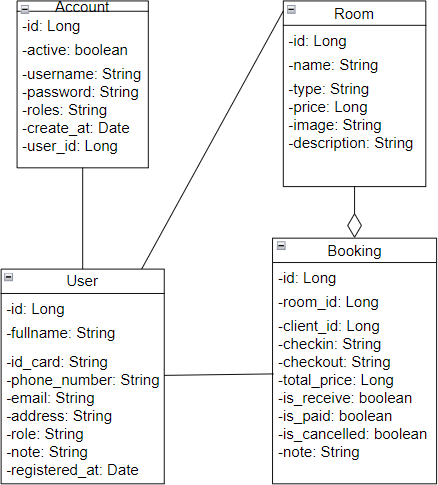 Account
-id: Long
-active: boolean
-username: String
-password: String
-roles: String
-create_at: Date
-user_id: Long
Room
-id: Long
-name: String
-type: String
-price: Long
-image: String
-description: String
User
-id: Long
-fullname: String
-id_card: String
-phone_number: String
-email: String
-address: String
-role: String
-note: String
-registered_at: Date
Booking
-id: Long
-room_id: Long
-client_id: Long
-checkin: String
-checkout: String
-total_price: Long
-is_receive: boolean
-is_paid: boolean
-is_cancelled: boolean
-note: String